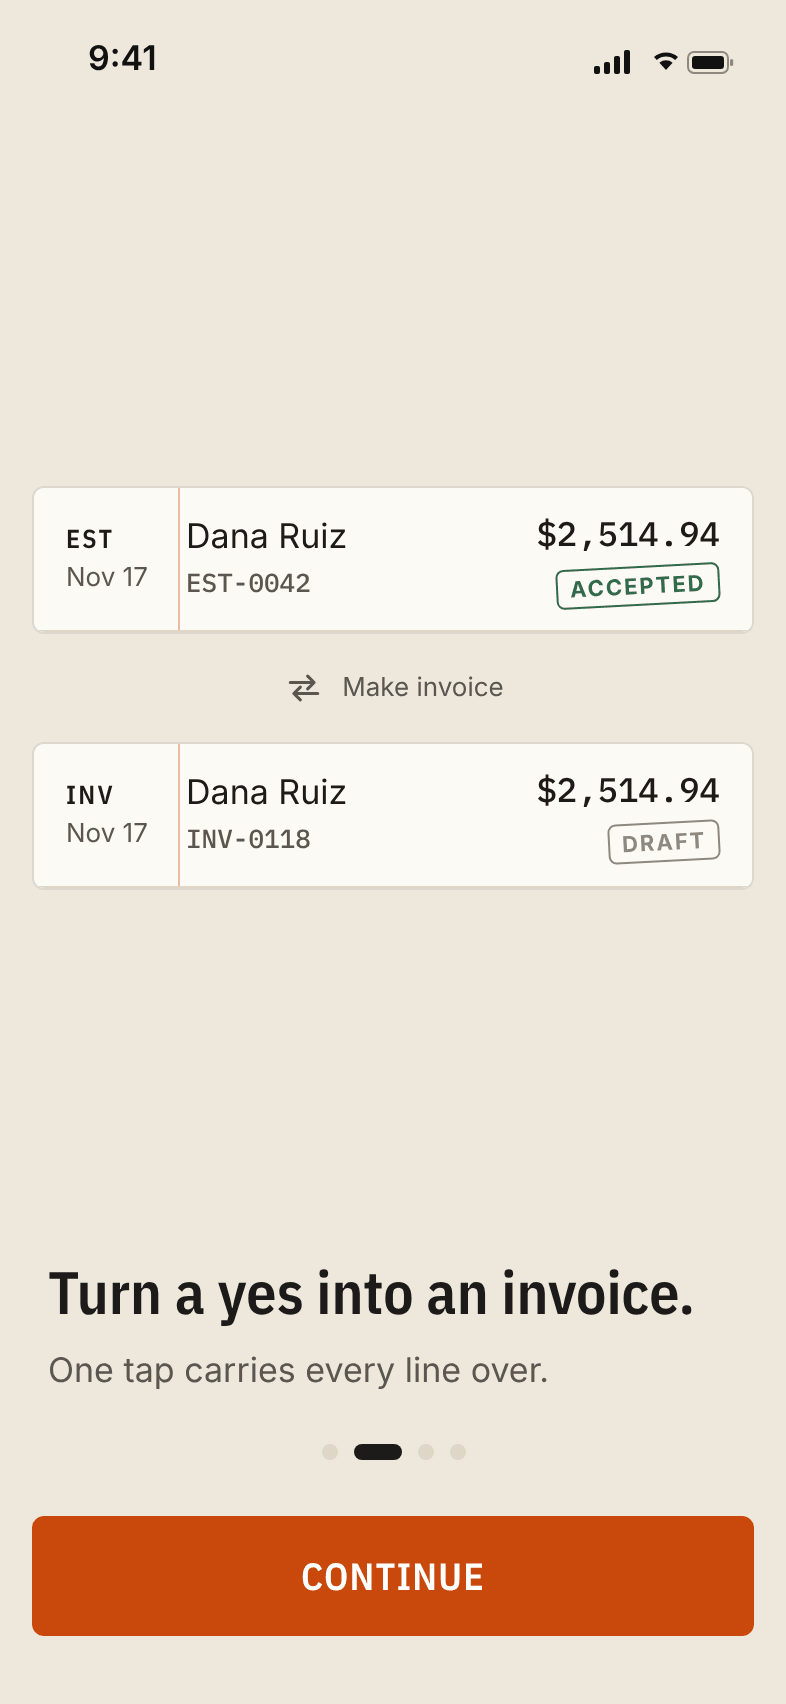 9:41
EST
Nov 17
Dana Ruiz
EST-0042
$2,514.94
ACCEPTED
Make invoice
INV
Nov 17
Dana Ruiz
INV-0118
$2,514.94
DRAFT
Turn a yes into an invoice.
One tap carries every line over.
CONTINUE